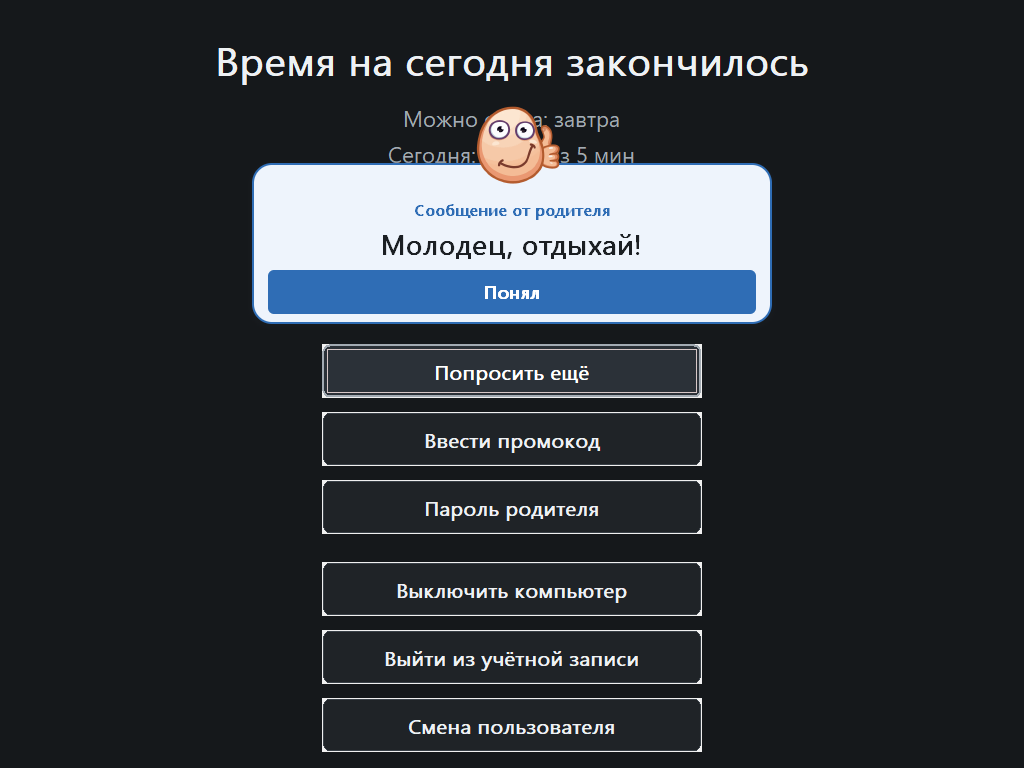 Время на сегодня закончилось
Можно завтра
Сегодня: 5 мин
Сообщение от родителя
Молодец, отдыхай!
Понял
Попросить ещё
Ввести промокод
Пароль родителя
Выключить компьютер
Выйти из учётной записи
Смена пользователя